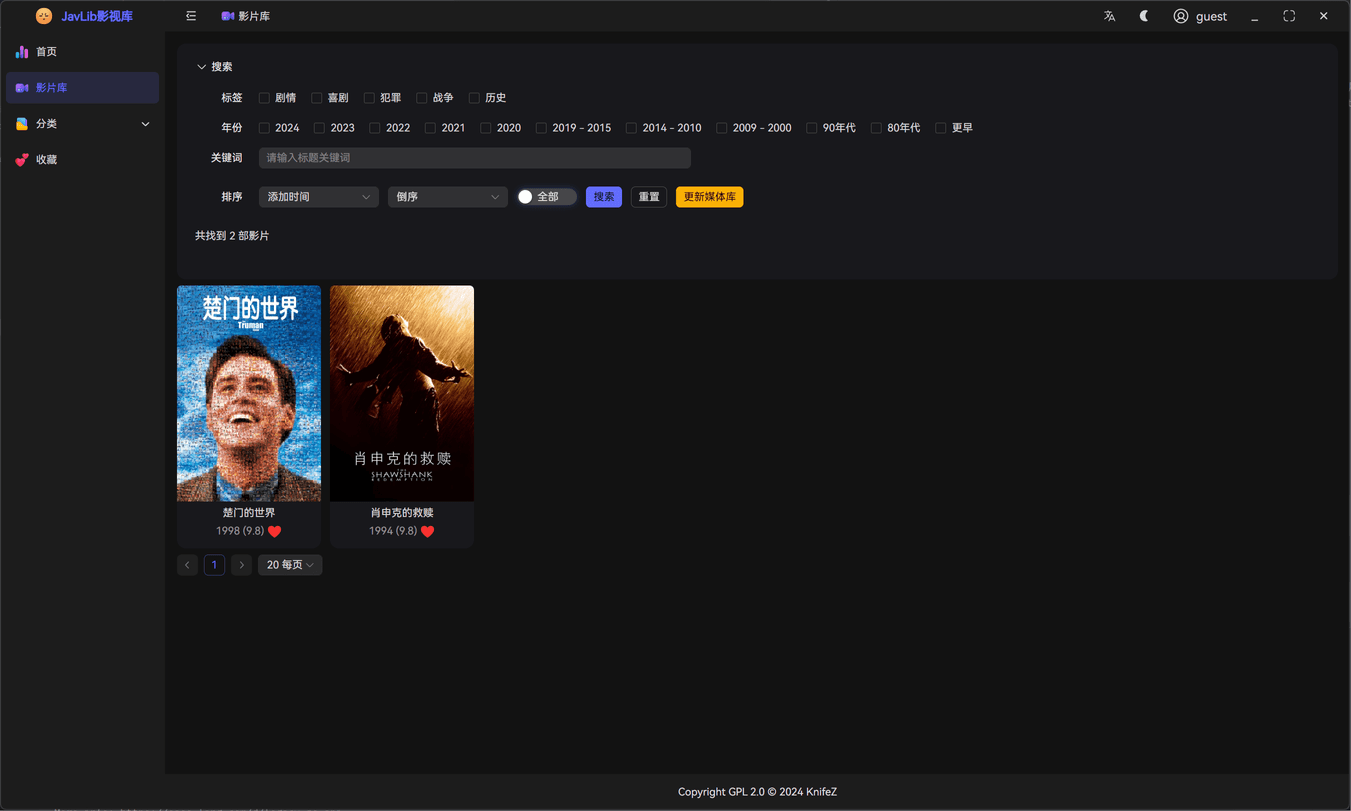 JavLib影视库
影片库
guest
首页
影片库
分类
收藏
搜索
标签 剧情 喜剧 犯罪 战争 历史
年份 2024 2023 2022 2021 2020 2019 - 2015 2014 - 2010 2009 - 2000 90年代 80年代 更早
关键词 请输入标题关键词
排序 添加时间 倒序 全部 搜索 重置 更新媒体库
共找到 2 部影片
楚门的世界
Truman
肖申克的救赎
THE
SHAWSHANK
REDEMPTION
楚门的世界
1998 (9.8)
肖申克的救赎
1994 (9.8)
1 20 每页
Copyright GPL 2.0 © 2024 KnifeZ